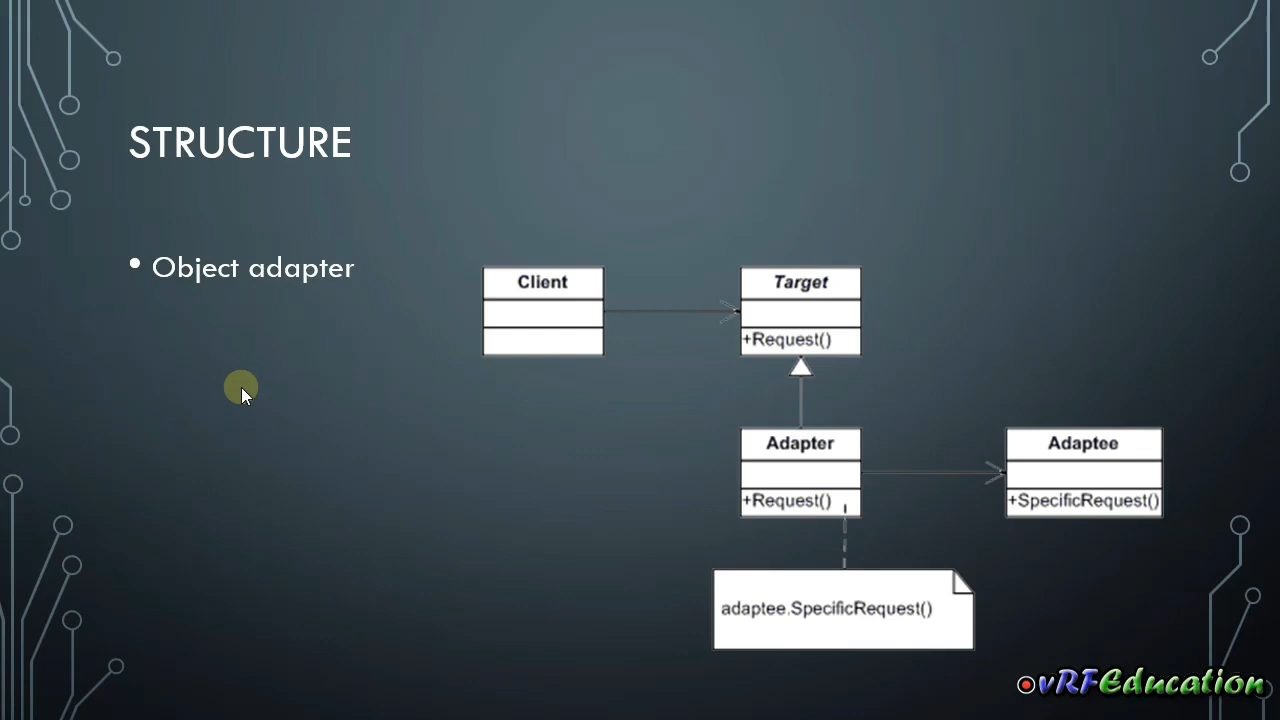 STRUCTURE
• Object adapter
Client
Target
+Request()
Adapter
+Request()
Adaptee
+SpecificRequest()
adaptee.SpecificRequest()
vRFEducation